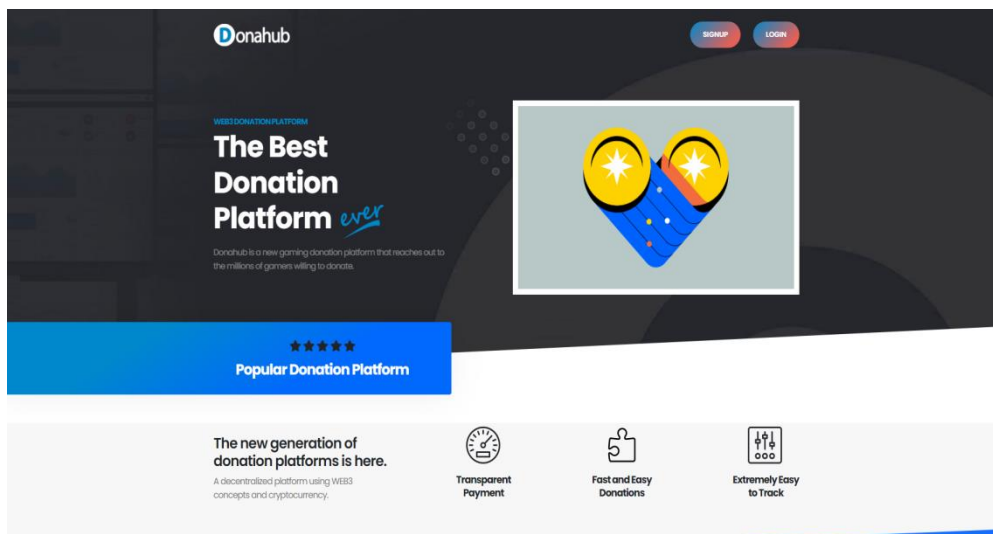 Donahub
SIGNUP
LOGIN
WEB3 DONATION PLATFORM
The Best
Donation
Platform ever
Donahub is a new gaming donation platform that reaches out to
the millions of gamers willing to donate.
Popular Donation Platform
The new generation of
donation platforms is here.
A decentralized platform using WEB3
concepts and cryptocurrency.
Transparent
Payment
Fast and Easy
Donations
Extremely Easy
to Track